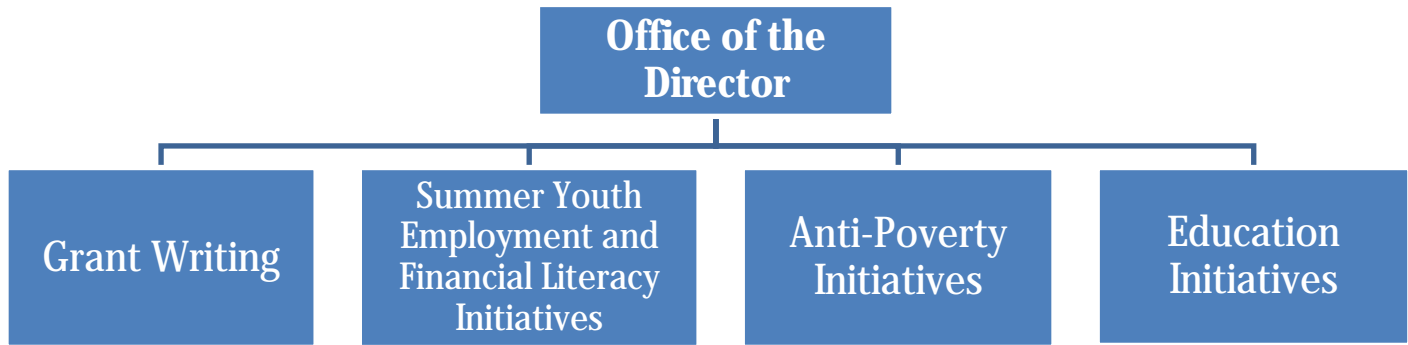 Office of the
Director
Grant Writing
Summer Youth
Employment and
Financial Literacy
Initiatives
Anti-Poverty
Initiatives
Education
Initiatives